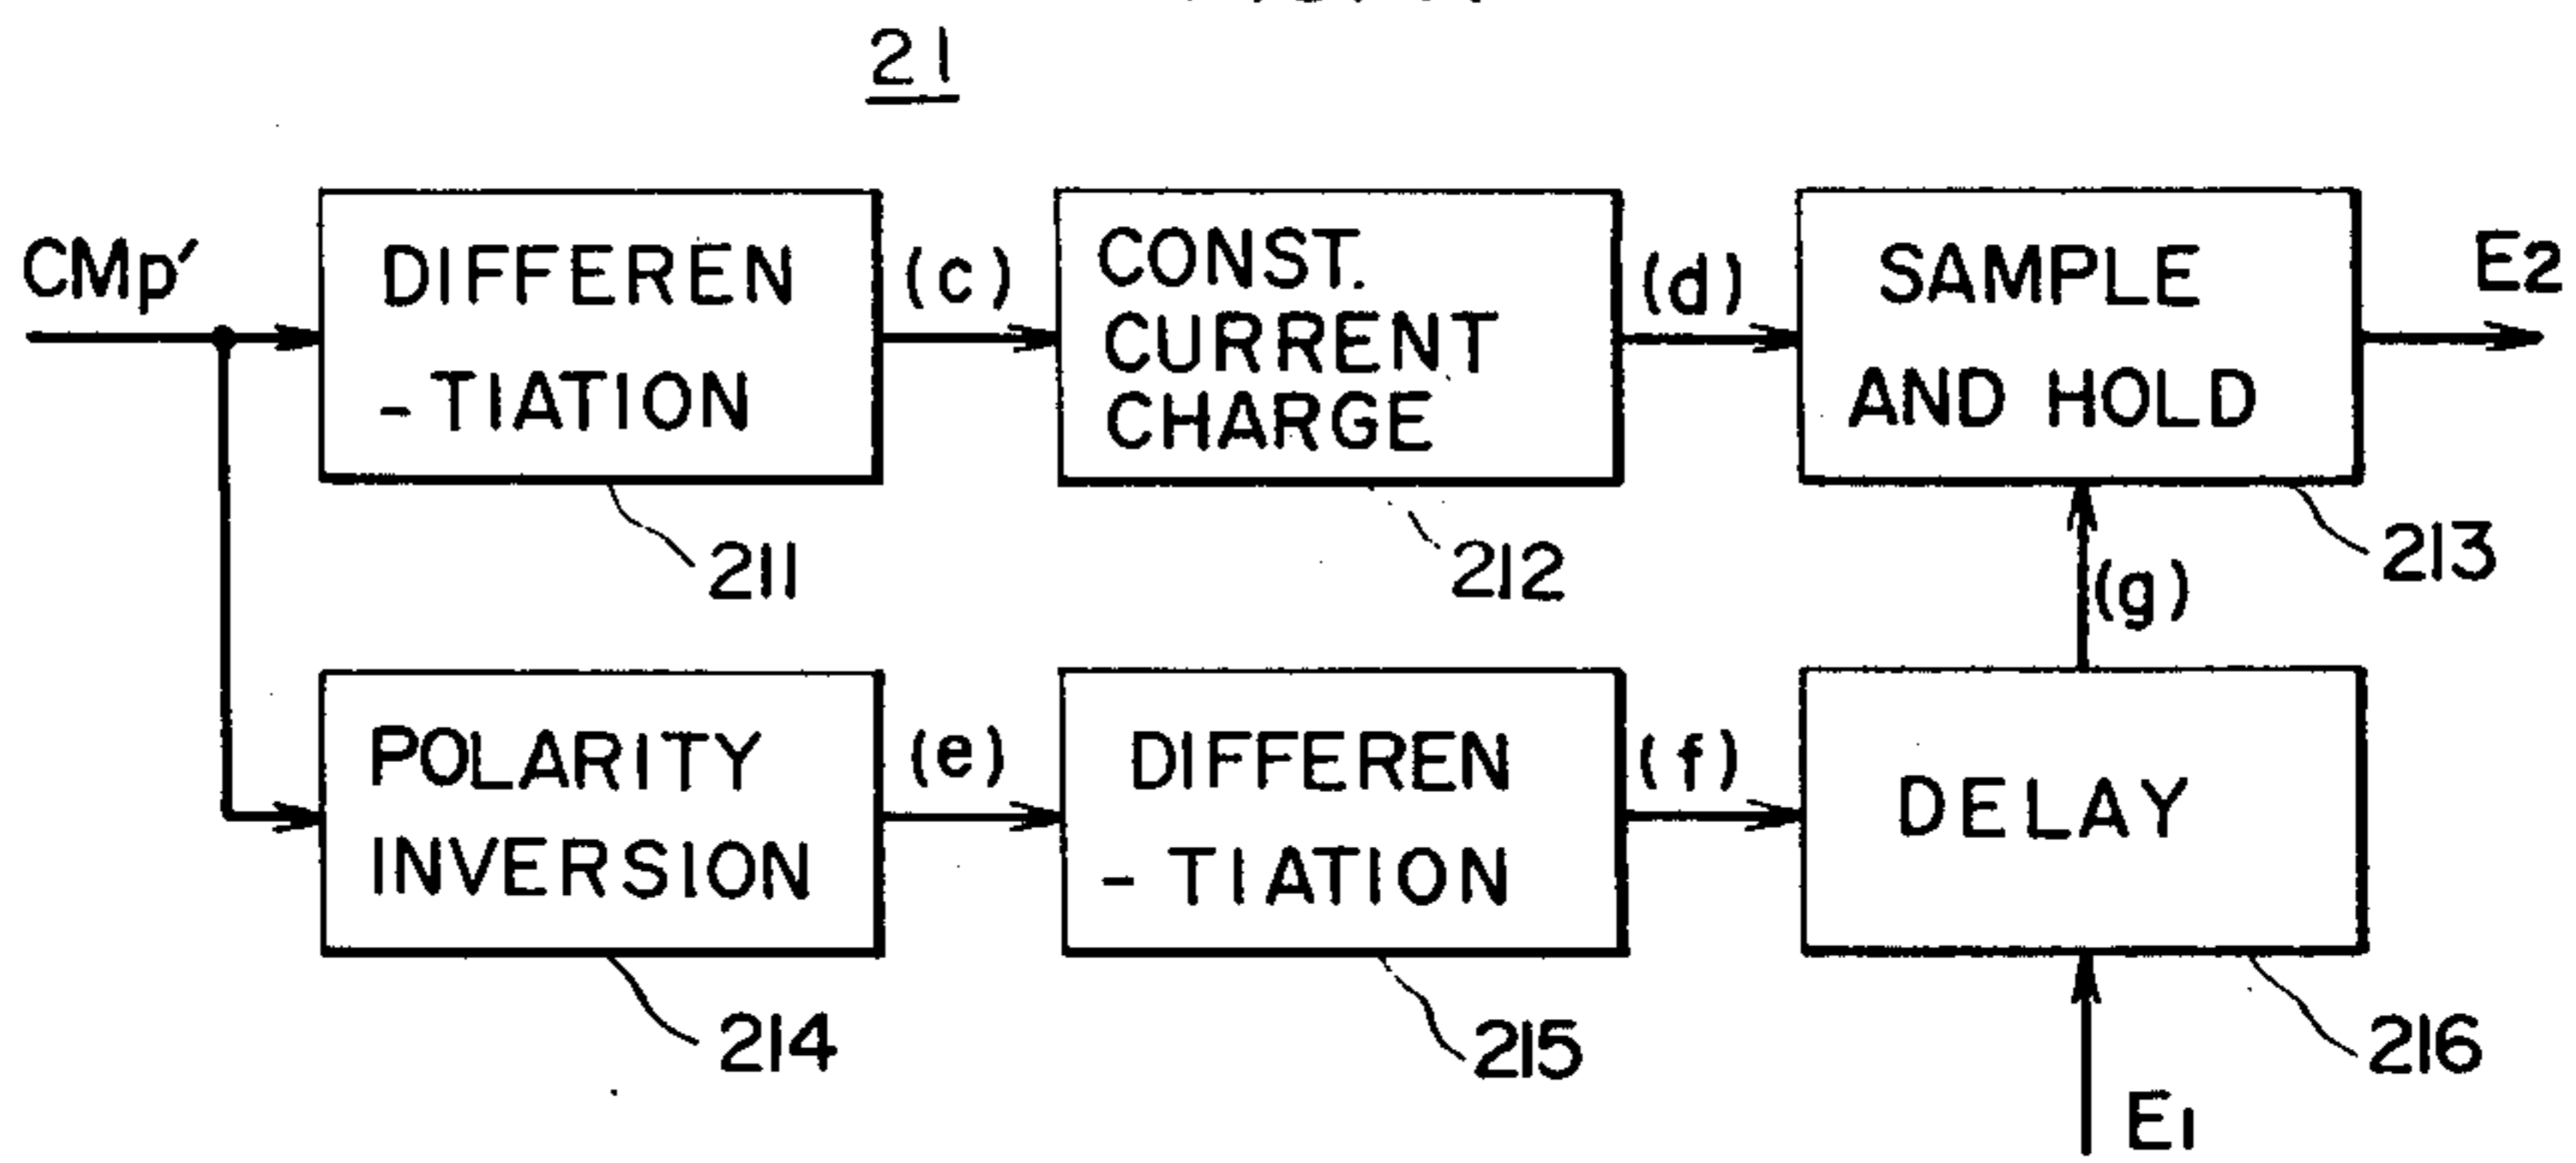 21
CMp'
DIFFEREN
-TIATION
(c)
CONST.
CURRENT
CHARGE
(d)
SAMPLE
AND HOLD
E2
211
212
213
(g)
POLARITY
INVERSION
(e)
DIFFEREN
-TIATION
(f)
DELAY
214
215
216
E1